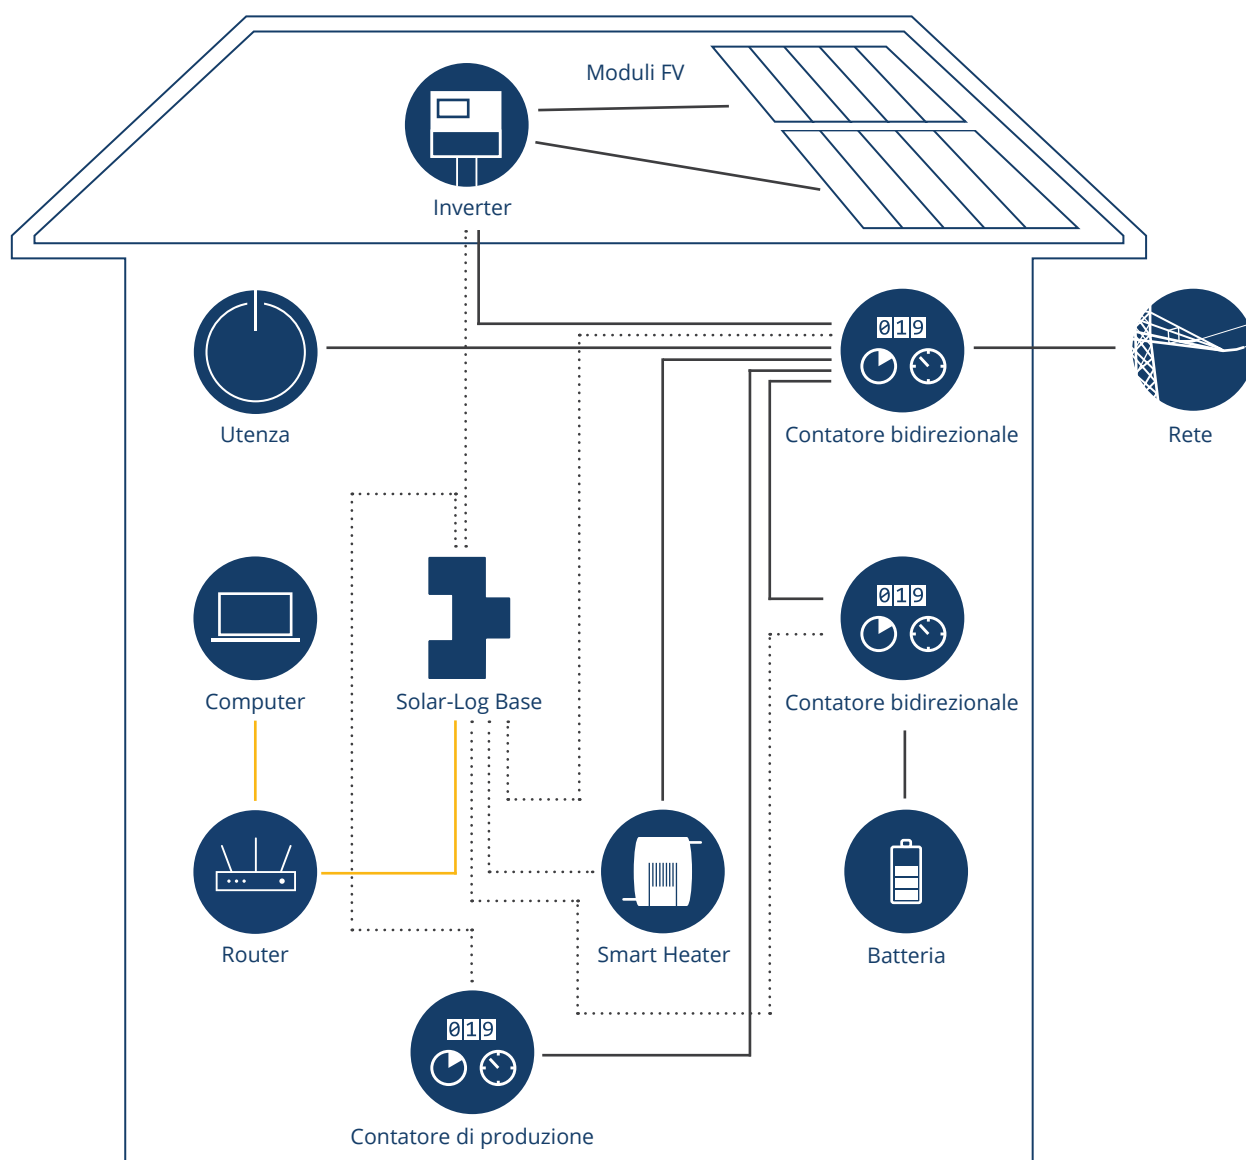 Moduli FV
Inverter
019
Utenza
Contatore bidirezionale
Rete
019
Computer
Solar-Log Base
Contatore bidirezionale
Router
Smart Heater
Batteria
019
Contatore di produzione